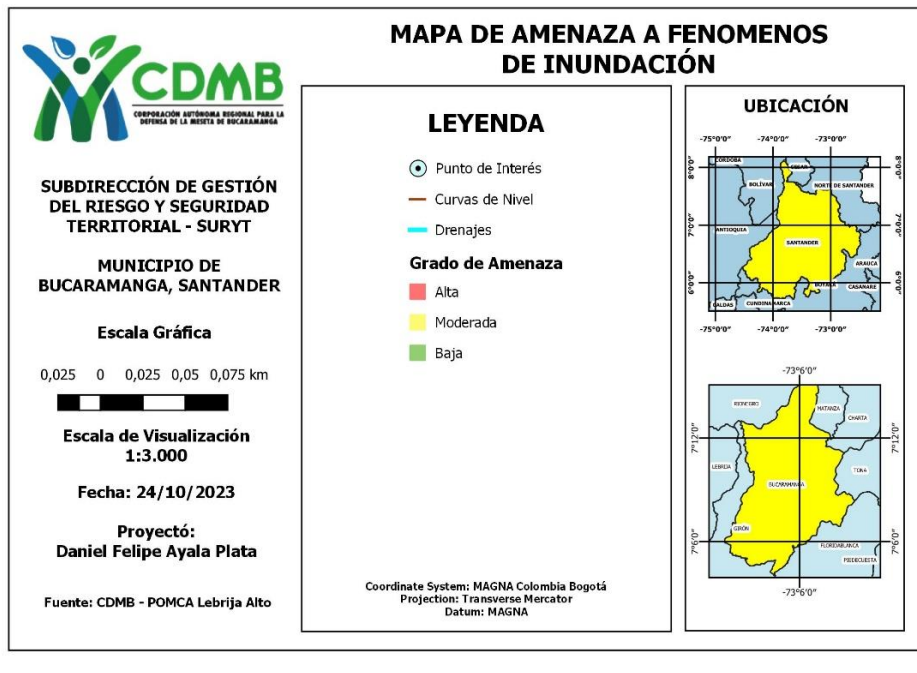 CDMB
CORPORACIÓN AUTÓNOMA REGIONAL PARA LA
DEFENSA DE LA MESETA DE BUCARAMANGA
SUBDIRECCIÓN DE GESTIÓN
DEL RIESGO Y SEGURIDAD
TERRITORIAL - SURYT
MUNICIPIO DE
BUCARAMANGA, SANTANDER
Escala Gráfica
0,025 0 0,025 0,05 0,075 km
Escala de Visualización
1:3.000
Fecha: 24/10/2023
Proyectó:
Daniel Felipe Ayala Plata
Fuente: CDMB - POMCA Lebrija Alto
MAPA DE AMENAZA A FENOMENOS
DE INUNDACIÓN
LEYENDA
Punto de Interés
Curvas de Nivel
Drenajes
Grado de Amenaza
Alta
Moderada
Baja
Coordinate System: MAGNA Colombia Bogotá
Projection: Transverse Mercator
Datum: MAGNA
UBICACIÓN
-75°0'0" -74°0'0" -73°0'0"
8°0'0" 8°0'0"
CÓRDOBA
CESAR
BOLÍVAR
NORTE DE SANTANDER
7°0'0" 7°0'0"
ANTIOQUIA
SANTANDER
ARAUCA
6°0'0" 6°0'0"
BOYACÁ
CASANARE
CALDAS
CUNDINAMARCA
-75°0'0" -74°0'0" -73°0'0"
-73°6'0"
RIONEGRO
MATANZA
CHARTA
7°12'0" 7°12'0"
LEBRIJA
TONA
BUCARAMANGA
GIRÓN
7°6'0" 7°6'0"
FLORIDABLANCA
PIEDECUESTA
-73°6'0"